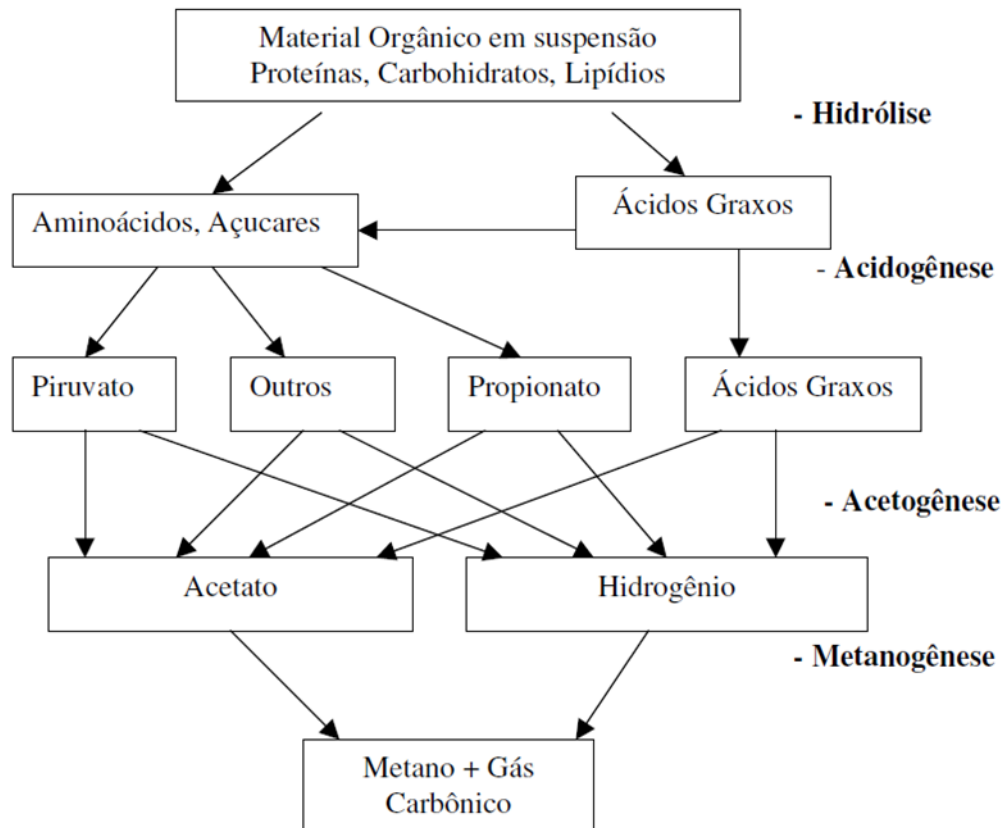 Material Orgânico em suspensão
Proteínas, Carbohidratos, Lipídios
- Hidrólise
Aminoácidos, Açucares
Ácidos Graxos
- Acidogênese
Piruvato
Outros
Propionato
Ácidos Graxos
- Acetogênese
Acetato
Hidrogênio
- Metanogênese
Metano + Gás
Carbônico